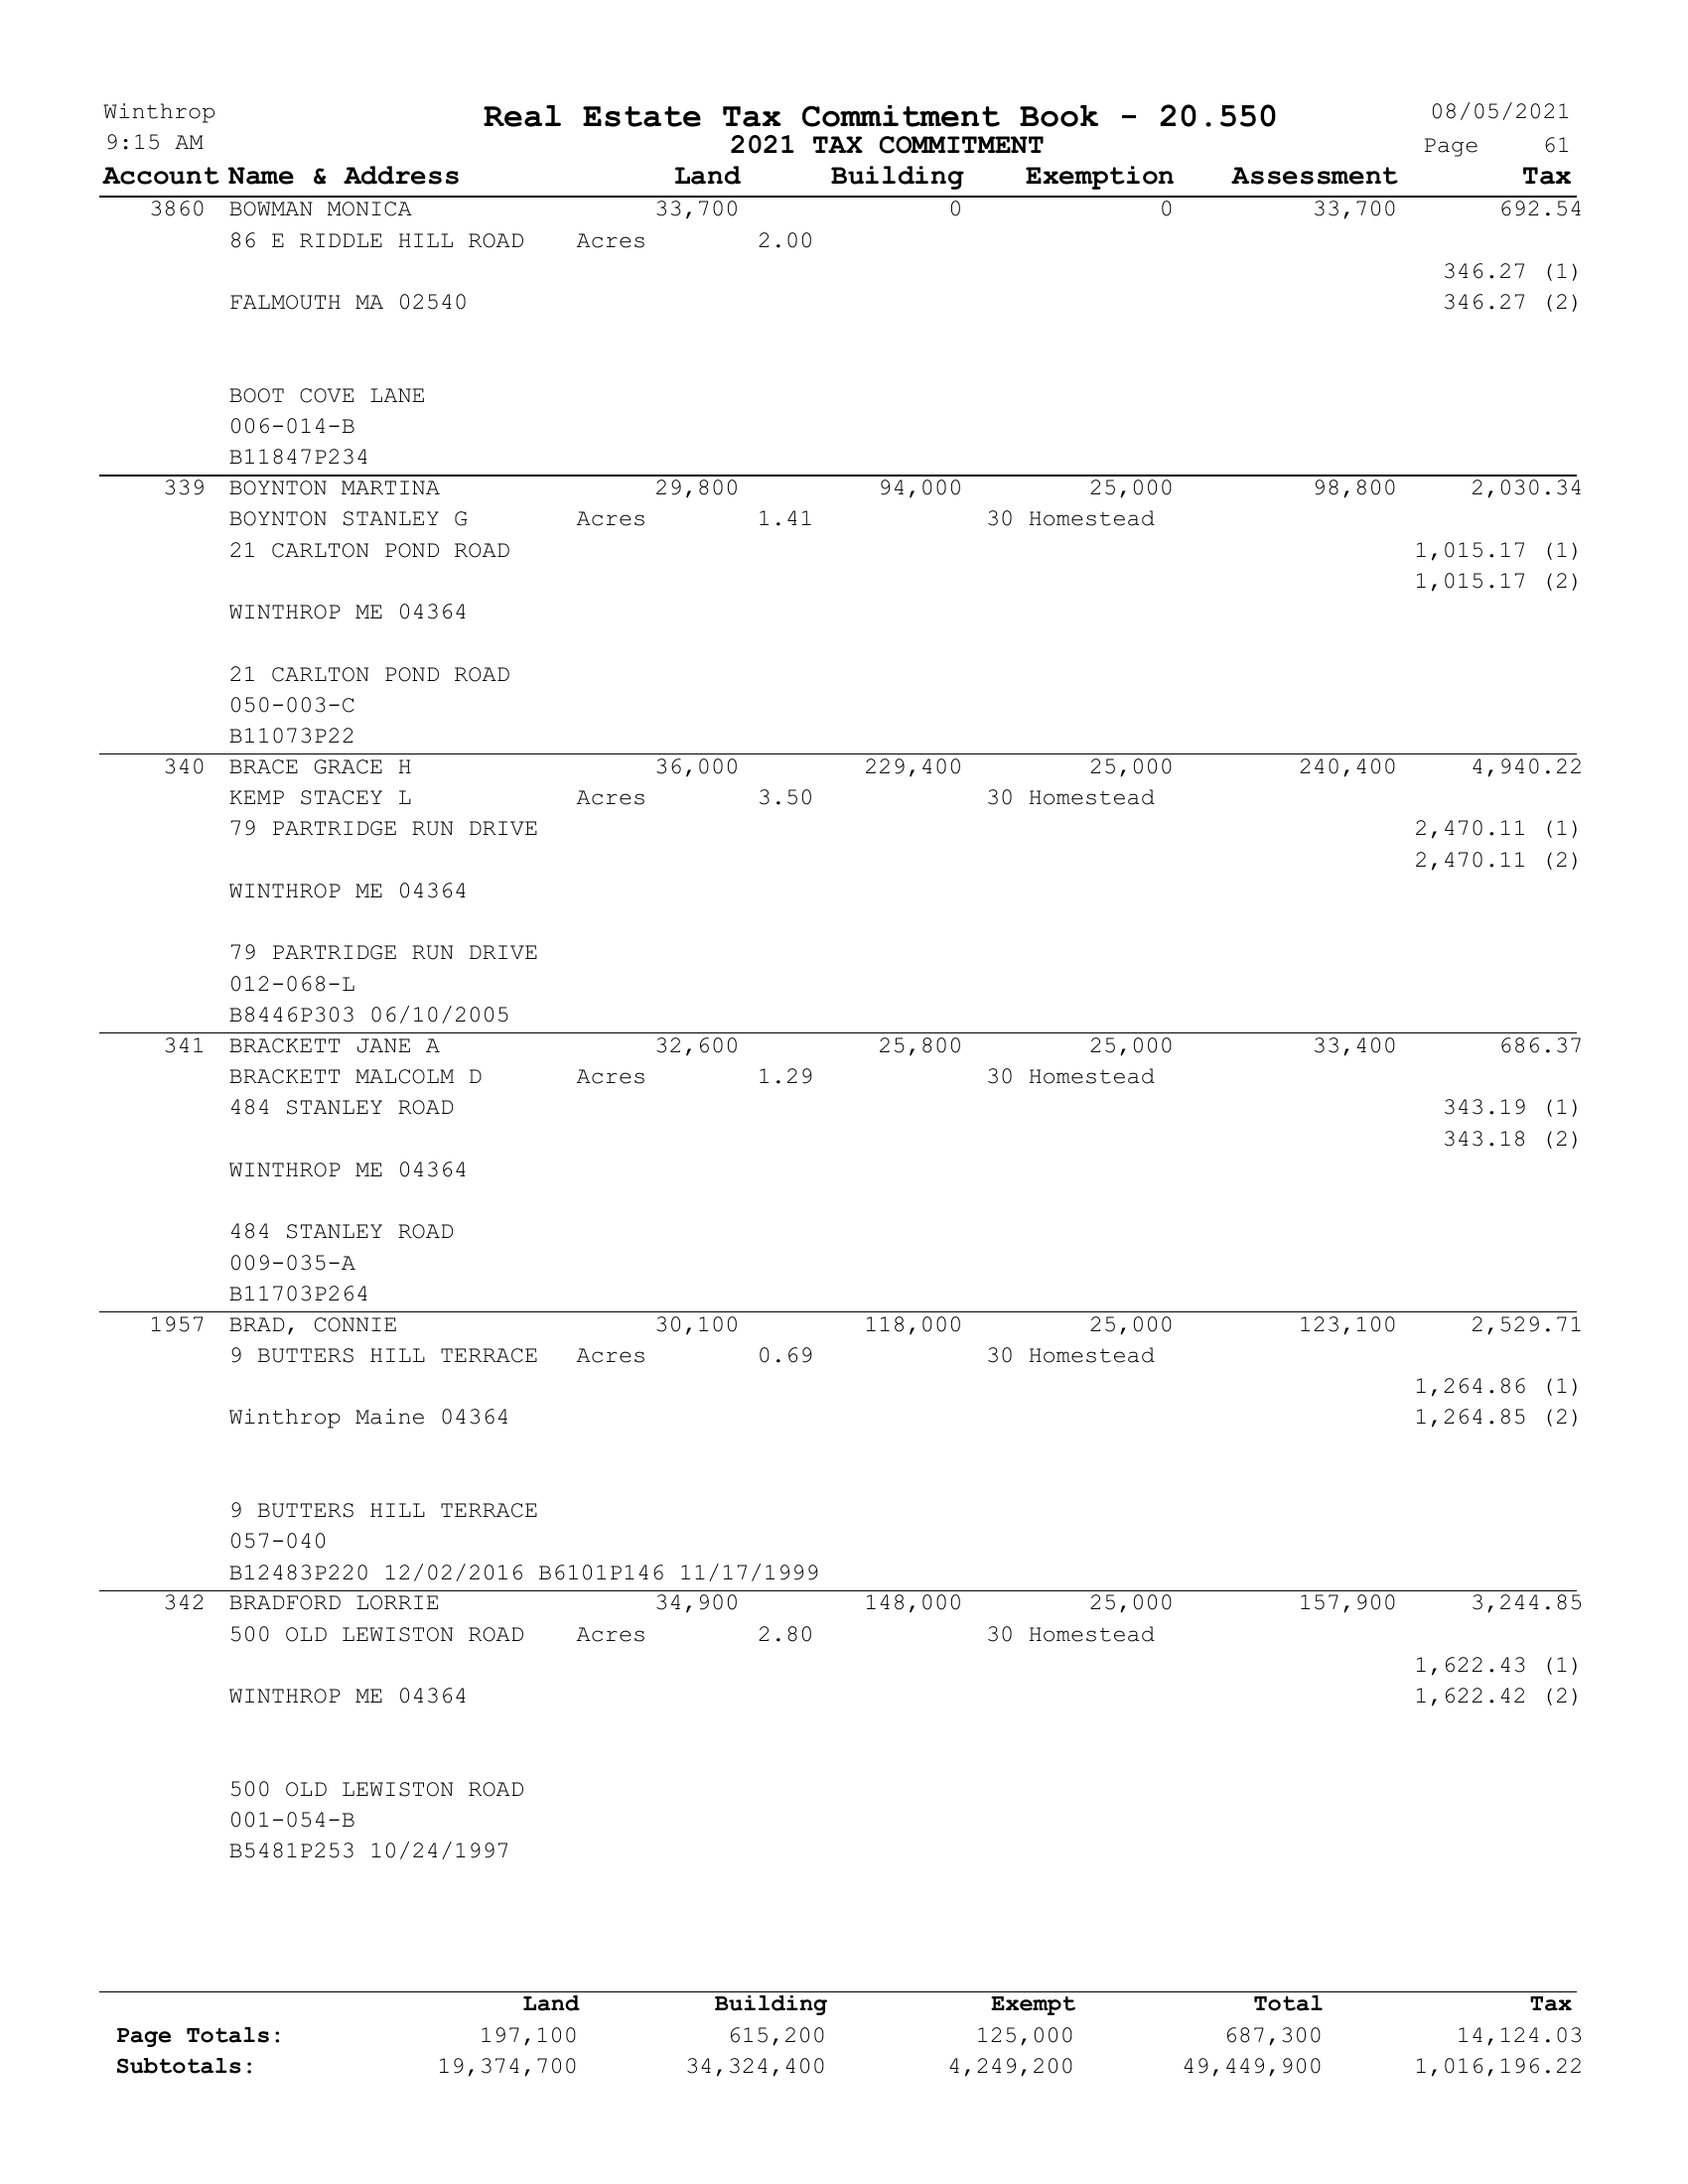 Winthrop Real Estate Tax Commitment Book - 20.550 08/05/2021
9:15 AM 2021 TAX COMMITMENT Page 61
Account Name & Address Land Building Exemption Assessment Tax
3860 BOWMAN MONICA 33,700 0 0 33,700 692.54
86 E RIDDLE HILL ROAD Acres 2.00
346.27 (1)
FALMOUTH MA 02540 346.27 (2)
BOOT COVE LANE
006-014-B
B11847P234
339 BOYNTON MARTINA 29,800 94,000 25,000 98,800 2,030.34
BOYNTON STANLEY G Acres 1.41 30 Homestead
21 CARLTON POND ROAD 1,015.17 (1)
1,015.17 (2)
WINTHROP ME 04364
21 CARLTON POND ROAD
050-003-C
B11073P22
340 BRACE GRACE H 36,000 229,400 25,000 240,400 4,940.22
KEMP STACEY L Acres 3.50 30 Homestead
79 PARTRIDGE RUN DRIVE 2,470.11 (1)
2,470.11 (2)
WINTHROP ME 04364
79 PARTRIDGE RUN DRIVE
012-068-L
B8446P303 06/10/2005
341 BRACKETT JANE A 32,600 25,800 25,000 33,400 686.37
BRACKETT MALCOLM D Acres 1.29 30 Homestead
484 STANLEY ROAD 343.19 (1)
343.18 (2)
WINTHROP ME 04364
484 STANLEY ROAD
009-035-A
B11703P264
1957 BRAD, CONNIE 30,100 118,000 25,000 123,100 2,529.71
9 BUTTERS HILL TERRACE Acres 0.69 30 Homestead
1,264.86 (1)
Winthrop Maine 04364 1,264.85 (2)
9 BUTTERS HILL TERRACE
057-040
B12483P220 12/02/2016 B6101P146 11/17/1999
342 BRADFORD LORRIE 34,900 148,000 25,000 157,900 3,244.85
500 OLD LEWISTON ROAD Acres 2.80 30 Homestead
1,622.43 (1)
WINTHROP ME 04364 1,622.42 (2)
500 OLD LEWISTON ROAD
001-054-B
B5481P253 10/24/1997
Land Building Exempt Total Tax
Page Totals: 197,100 615,200 125,000 687,300 14,124.03
Subtotals: 19,374,700 34,324,400 4,249,200 49,449,900 1,016,196.22